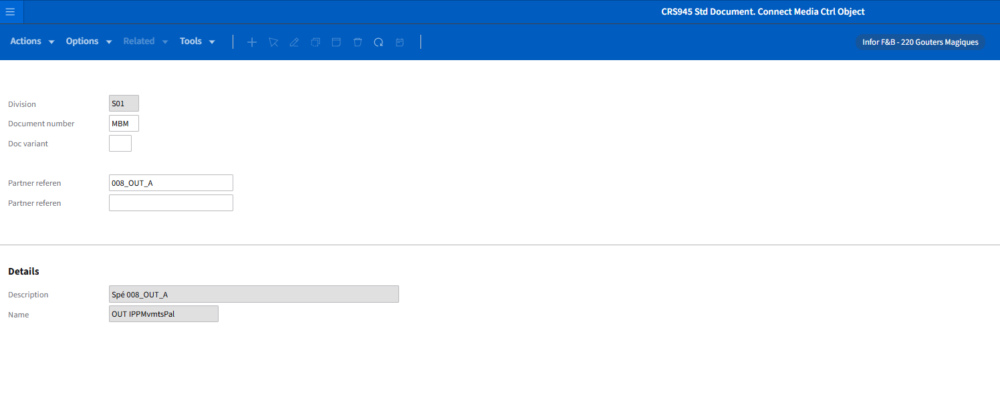 CRS945 Std Document. Connect Media Ctrl Object
Actions Options Related Tools Infor F&B - 220 Gouters Magiques
Division S01
Document number MBM
Doc variant
Partner referen 008_OUT_A
Partner referen
Details
Description Spé 008_OUT_A
Name OUT IPPMvmtsPal